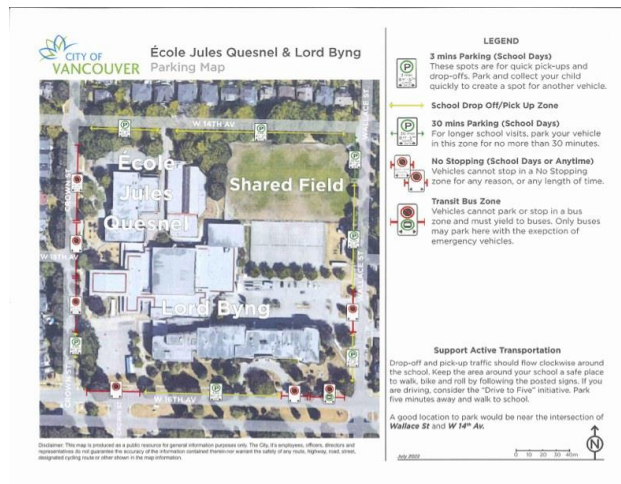 CITY OF
VANCOUVER
École Jules Quesnel & Lord Byng
Parking Map
W 14TH AV
WALLACE ST
École
Jules
Quesnel
Shared Field
CROWN ST
W 15TH AV
Lord Byng
CROWN ST
W 16TH AV
Disclaimer: This map is produced as a public resource for general information purposes only. The City, it's employees, officers, directors and
representatives do not guarantee the accuracy of the information contained therein nor warrant the safety of any route, highway, road, street,
designated cycling route or other shown in the map information.
LEGEND
3 mins Parking (School Days)
These spots are for quick pick-ups and
drop-offs. Park and collect your child
quickly to create a spot for another vehicle.
School Drop Off/Pick Up Zone
30 mins Parking (School Days)
For longer school visits, park your vehicle
in this zone for no more than 30 minutes.
No Stopping (School Days or Anytime)
Vehicles cannot stop in a No Stopping
zone for any reason, or any length of time.
Transit Bus Zone
Vehicles cannot park or stop in a bus
zone and must yield to buses. Only buses
may park here with the exepction of
emergency vehicles.
Support Active Transportation
Drop-off and pick-up traffic should flow clockwise around
the school. Keep the area around your school a safe place
to walk, bike and roll by following the posted signs. If you
are driving, consider the "Drive to Five" initiative. Park
five minutes away and walk to school.
A good location to park would be near the intersection of
Wallace St and W 14th Av.
July 2022
0 10 20 30 40m
N